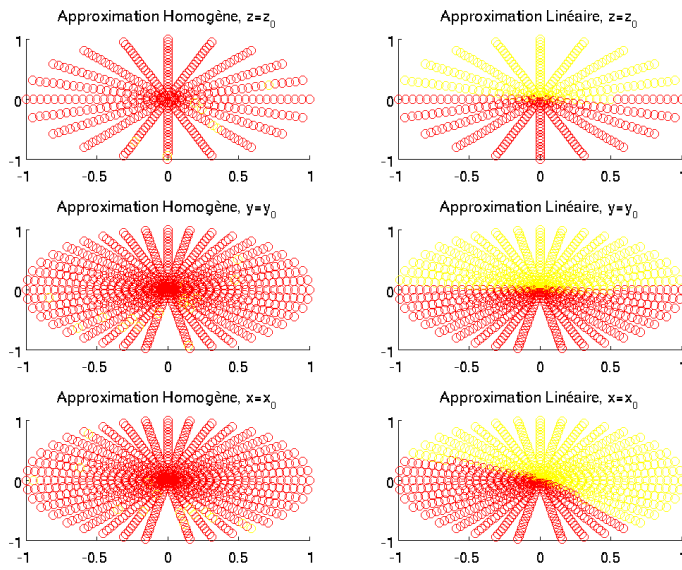 Approximation Homogène, z=z₀
Approximation Linéaire, z=z₀
1
0
−1
−1 −0.5 0 0.5 1
1
0
−1
−1 −0.5 0 0.5 1
Approximation Homogène, y=y₀
Approximation Linéaire, y=y₀
1
0
−1
−1 −0.5 0 0.5 1
1
0
−1
−1 −0.5 0 0.5 1
Approximation Homogène, x=x₀
Approximation Linéaire, x=x₀
1
0
−1
−1 −0.5 0 0.5 1
1
0
−1
−1 −0.5 0 0.5 1